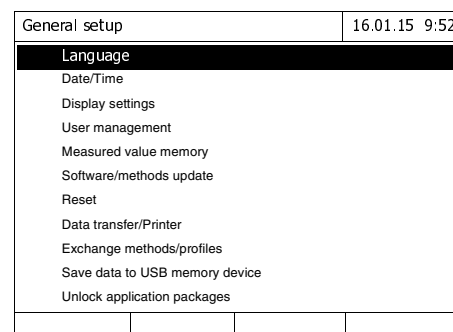 General setup 16.01.15 9:52
Language
Date/Time
Display settings
User management
Measured value memory
Software/methods update
Reset
Data transfer/Printer
Exchange methods/profiles
Save data to USB memory device
Unlock application packages